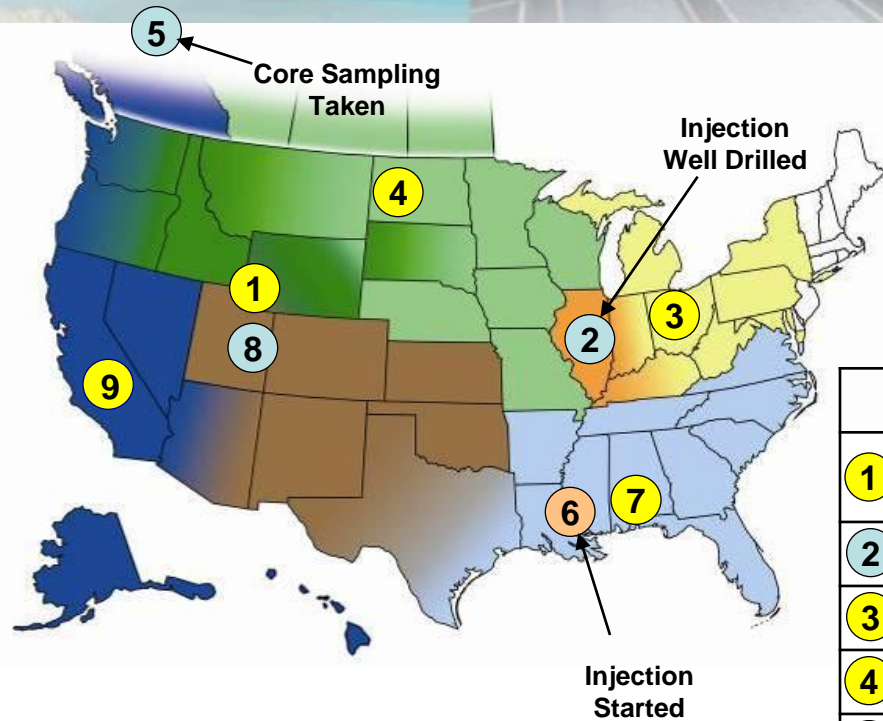 5
Core Sampling
Taken
Injection
Well Drilled
4
1
3
2
8
9
6
7
Injection
Started
1
2
3
4